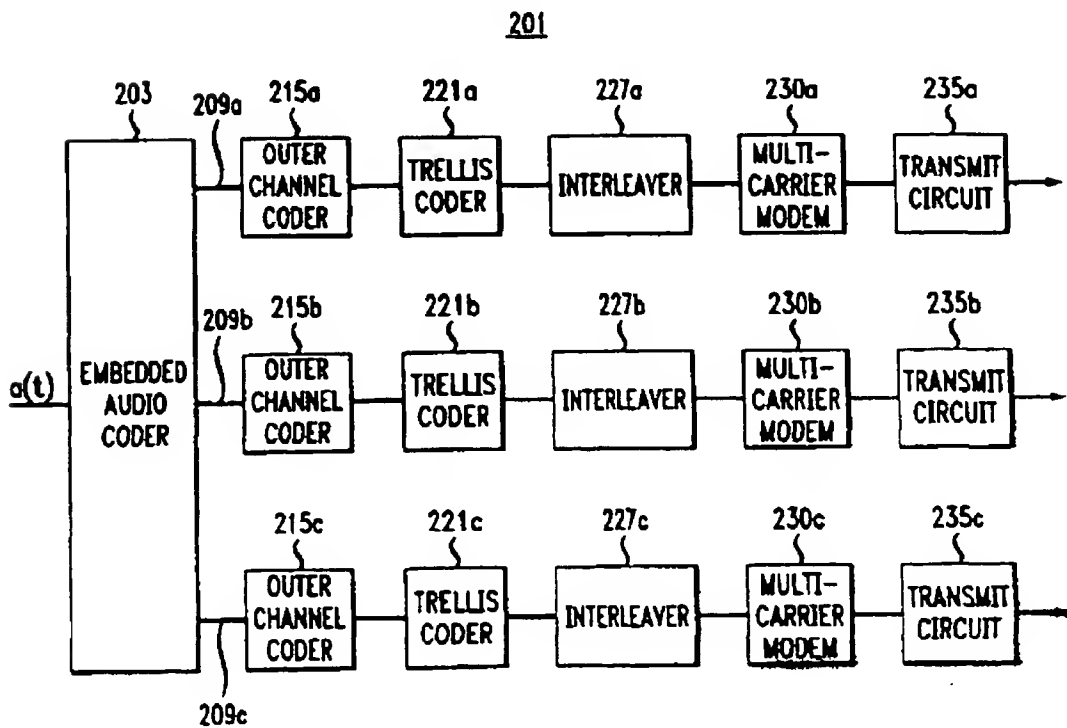 201
203
209a
215a
221a
227a
230a
235a
OUTER
CHANNEL
CODER
TRELLIS
CODER
INTERLEAVER
MULTI-
CARRIER
MODEM
TRANSMIT
CIRCUIT
a(t)
EMBEDDED
AUDIO
CODER
209b
215b
221b
227b
230b
235b
OUTER
CHANNEL
CODER
TRELLIS
CODER
INTERLEAVER
MULTI-
CARRIER
MODEM
TRANSMIT
CIRCUIT
209c
215c
221c
227c
230c
235c
OUTER
CHANNEL
CODER
TRELLIS
CODER
INTERLEAVER
MULTI-
CARRIER
MODEM
TRANSMIT
CIRCUIT